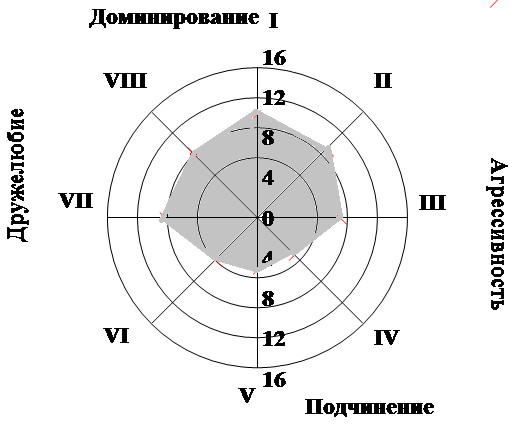 Доминирование I
16
VIII
II
12
8
Дружелюбие
4
VII
0
III
Агрессивность
4
8
VI
12
IV
16
V
Подчинение